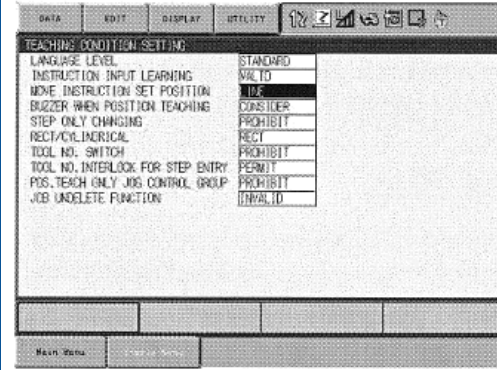 DATA EDIT DISPLAY UTILITY
TEACHING CONDITION SETTING
LANGUAGE LEVEL STANDARD
INSTRUCTION INPUT LEARNING VALID
MOVE INSTRUCTION SET POSITION LINE
BUZZER WHEN POSITION TEACHING CONSIDER
STEP ONLY CHANGING PROHIBIT
RECT/CYLINDRICAL RECT
TOOL NO. SWITCH PROHIBIT
TOOL NO. INTERLOCK FOR STEP ENTRY PERMIT
POS. TEACH ONLY JOG CONTROL GROUP PROHIBIT
JOB UNDELETE FUNCTION INVALID
Main Menu